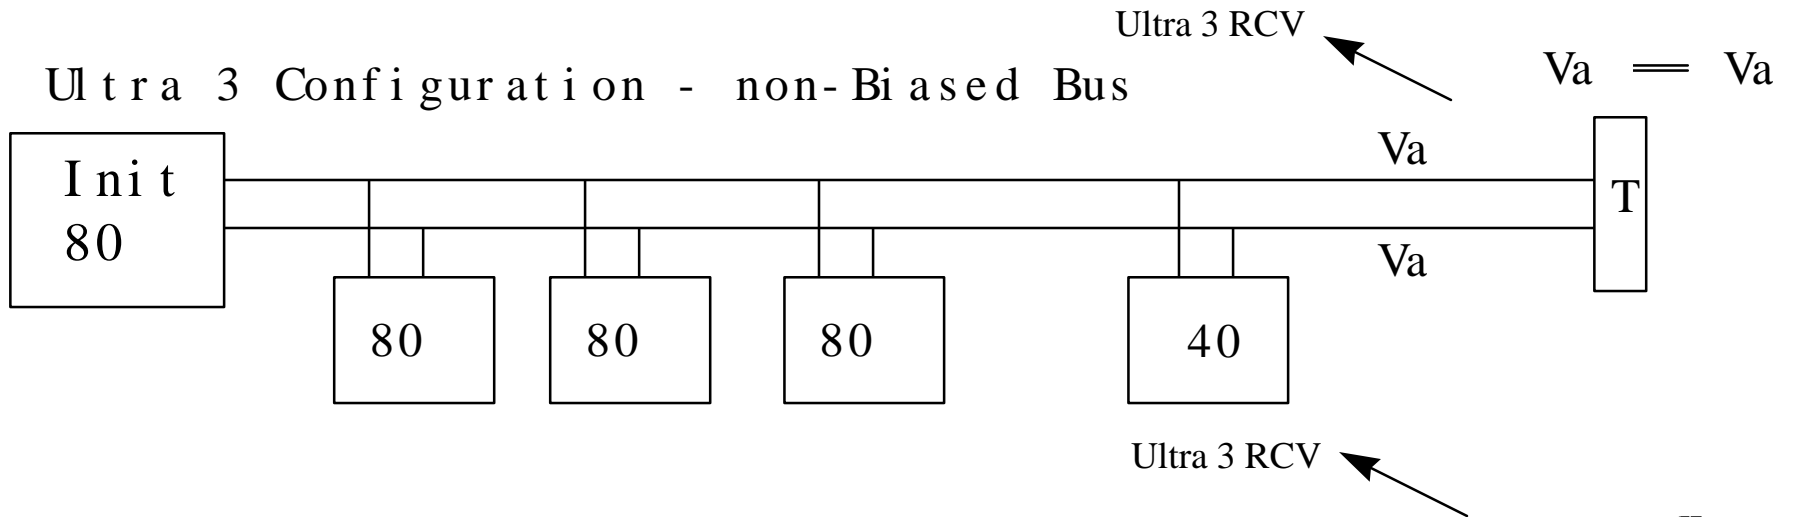 Ultra 3 RCV
Va = Va
Ultra 3 Configuration - non-Biased Bus
Va
Init
80
T
Va
80
80
80
40
Ultra 3 RCV